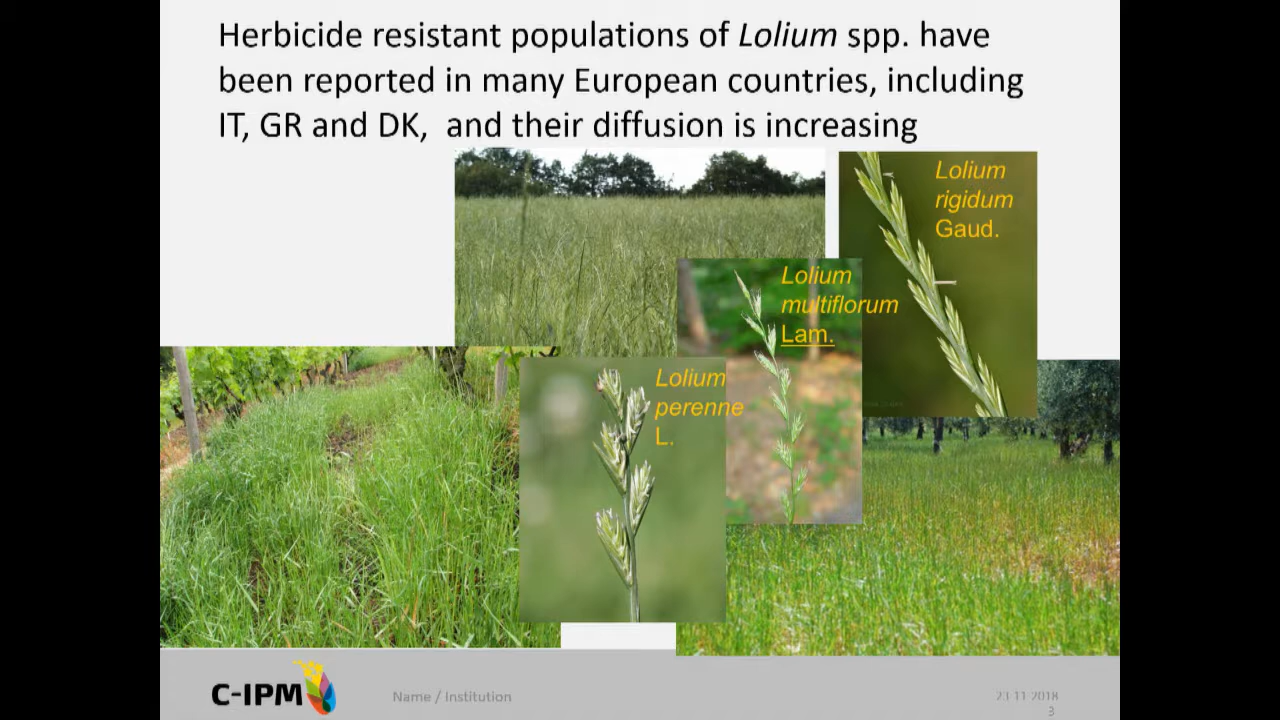 Herbicide resistant populations of Lolium spp. have
been reported in many European countries, including
IT, GR and DK, and their diffusion is increasing
Lolium
rigidum
Gaud.
Lolium
multiflorum
Lam.
Lolium
perenne
L.
C-IPM
Name / Institution
23-11-2018
3